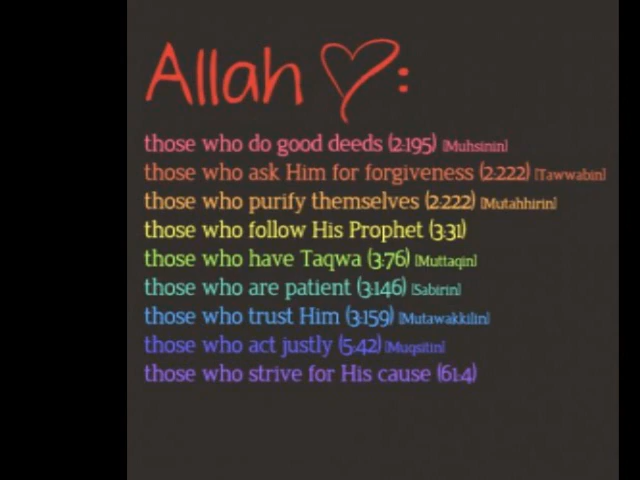 Allah ♡:
those who do good deeds (2:195) [Muhsinin]
those who ask Him for forgiveness (2:222) [Tawwabin]
those who purify themselves (2:222) [Mutahhirin]
those who follow His Prophet (3:31)
those who have Taqwa (3:76) [Muttaqin]
those who are patient (3:146) [Sabirin]
those who trust Him (3:159) [Mutawakkilin]
those who act justly (5:42) [Muqsitin]
those who strive for His cause (61:4)